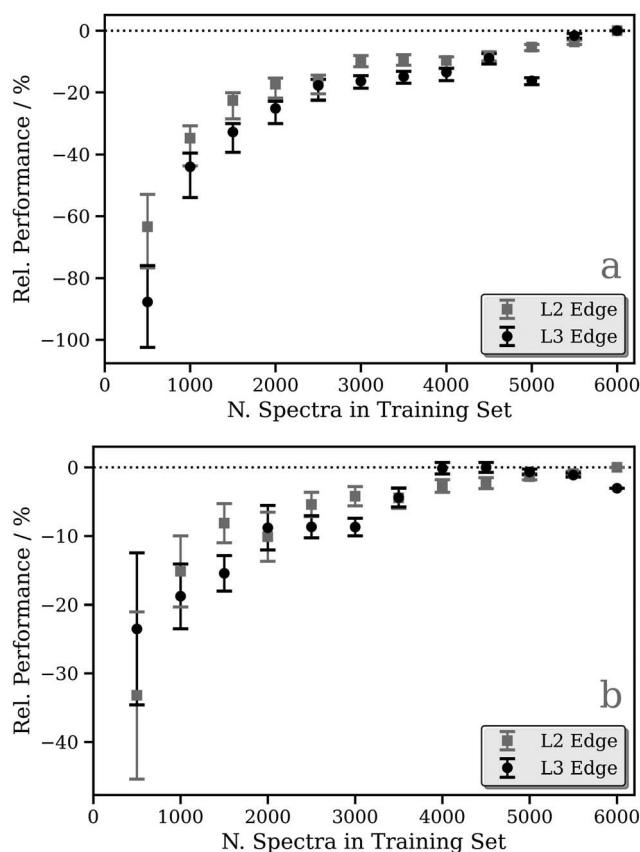 0
−20
−40
−60
−80
−100
Rel. Performance / %
a
L2 Edge
L3 Edge
0 1000 2000 3000 4000 5000 6000
N. Spectra in Training Set
0
−10
−20
−30
−40
Rel. Performance / %
b
L2 Edge
L3 Edge
0 1000 2000 3000 4000 5000 6000
N. Spectra in Training Set